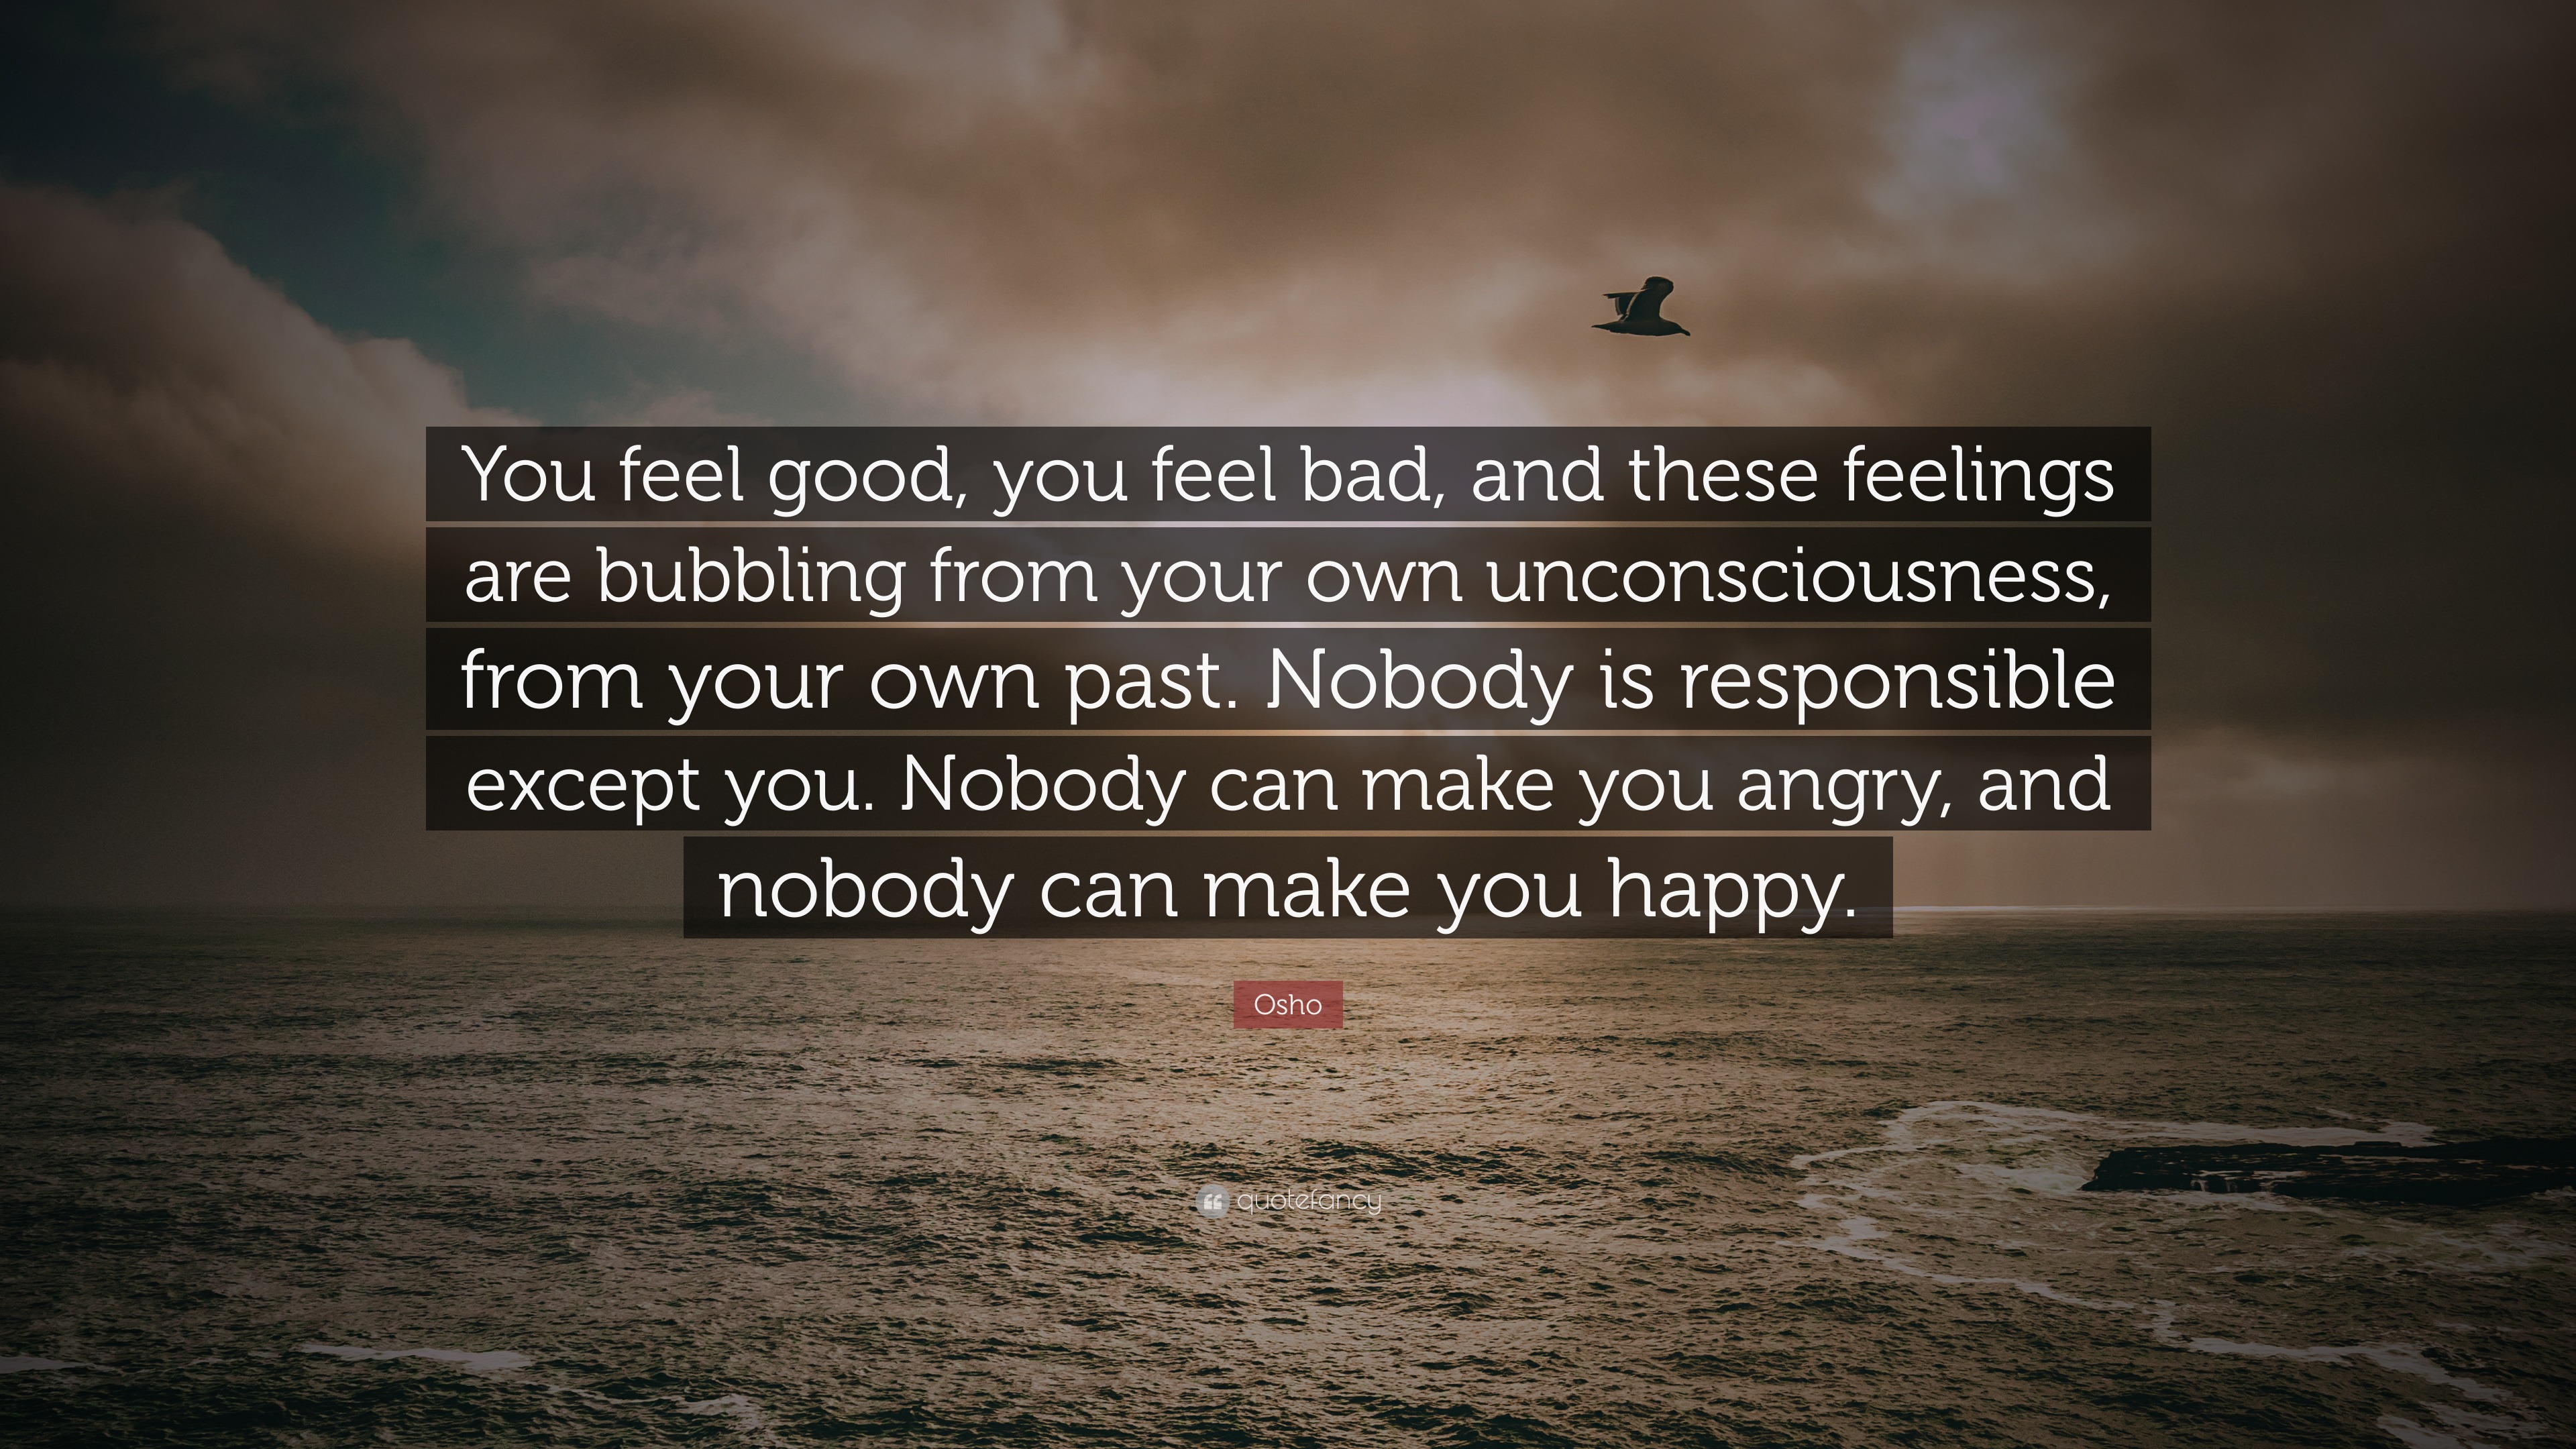 You feel good, you feel bad, and these feelings
are bubbling from your own unconsciousness,
from your own past. Nobody is responsible
except you. Nobody can make you angry, and
nobody can make you happy.
Osho
quotefancy